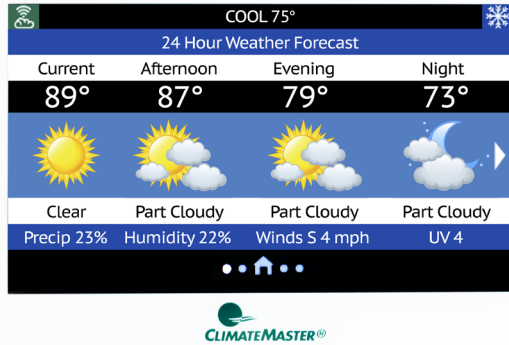 COOL 75°
24 Hour Weather Forecast
Current Afternoon Evening Night
89° 87° 79° 73°
Clear Part Cloudy Part Cloudy Part Cloudy
Precip 23% Humidity 22% Winds S 4 mph UV 4
CLIMATEMASTER®